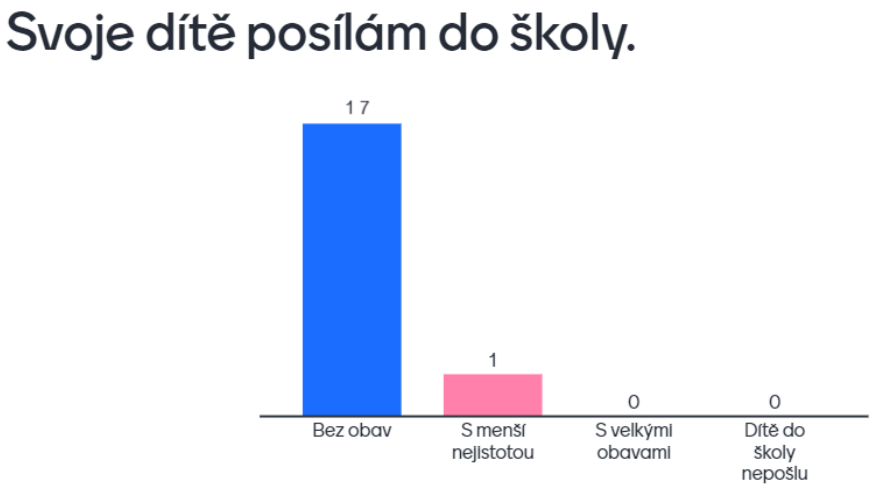 Svoje dítě posílám do školy.
17
1
0
0
Bez obav
S menší
nejistotou
S velkými
obavami
Dítě do
školy
nepošlu